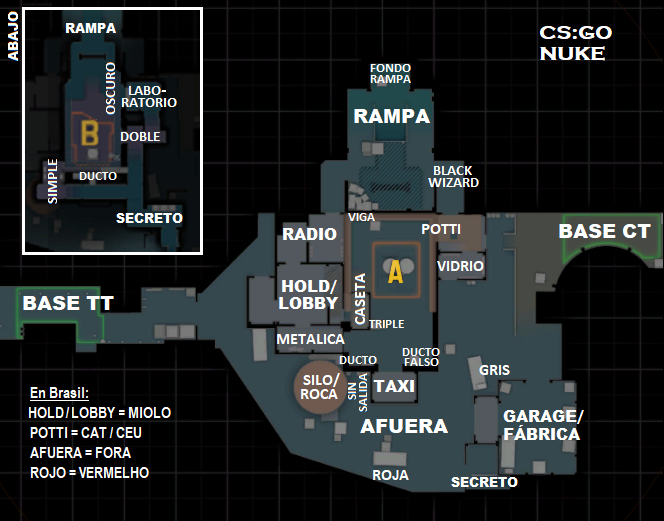 ABAJO
RAMPA
OSCURO
LABO-
RATORIO
B
DOBLE
SIMPLE
DUCTO
SECRETO
CS:GO
NUKE
FONDO
RAMPA
RAMPA
BLACK
WIZARD
VIGA
POTTI
RADIO
BASE CT
VIDRIO
A
HOLD/
LOBBY
CASETA
BASE TT
TRIPLE
METALICA
DUCTO
DUCTO
FALSO
GRIS
SILO/
ROCA
SIN
SALIDA
TAXI
AFUERA
GARAGE/
FÁBRICA
ROJA
SECRETO
En Brasil:
HOLD/LOBBY = MIOLO
POTTI = CAT / CEU
AFUERA = FORA
ROJO = VERMELHO